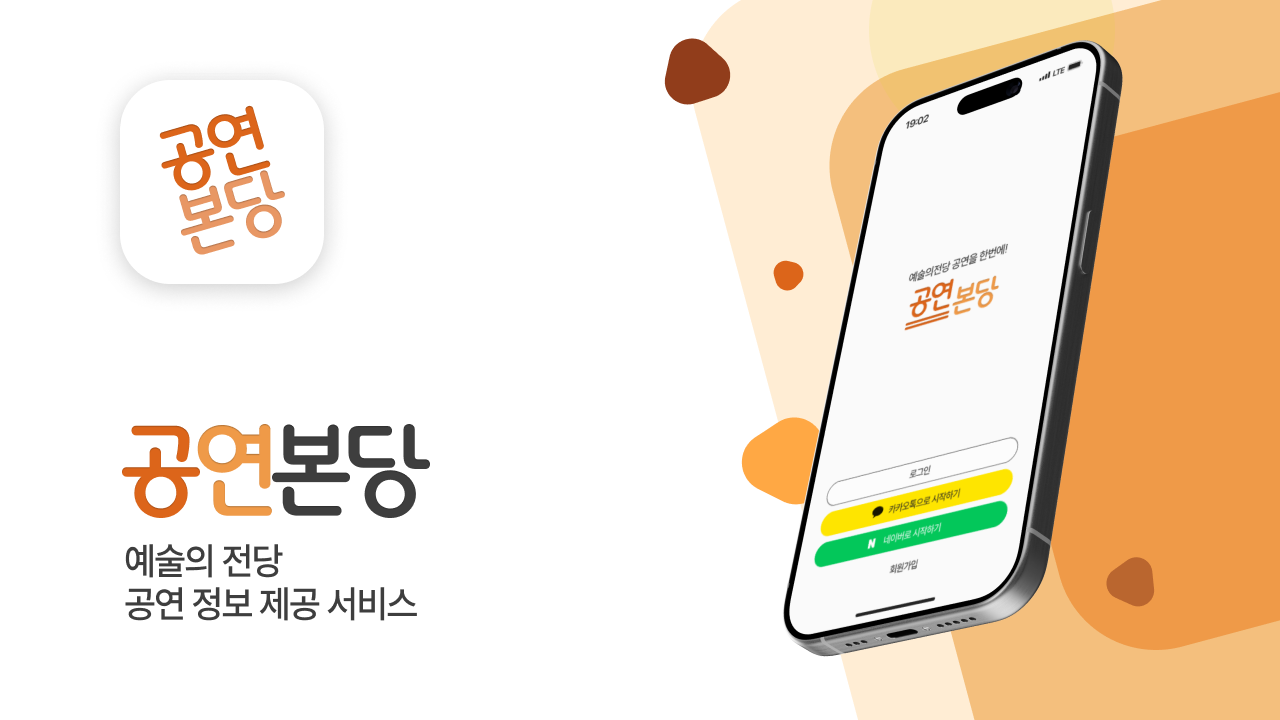 공연
본당
공연본당
예술의 전당
공연 정보 제공 서비스
19:02
LTE
예술의전당 공연을 한번에!
공연본당
로그인
카카오톡으로 시작하기
N 네이버로 시작하기
회원가입